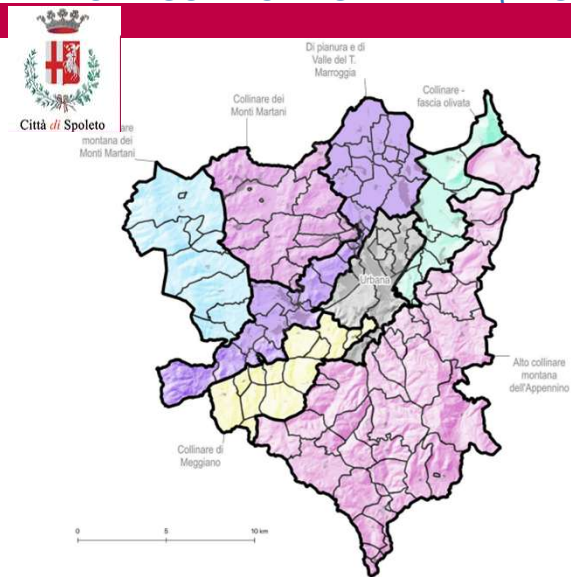 Città di Spoleto
Di pianura e di
Valle del T.
Marroggia
Collinare -
fascia olivata
Collinare dei
Monti Martani
montana dei
Monti Martani
Urbana
Alto collinare
montana
dell'Appennino
Collinare di
Meggiano
0 5 10 km